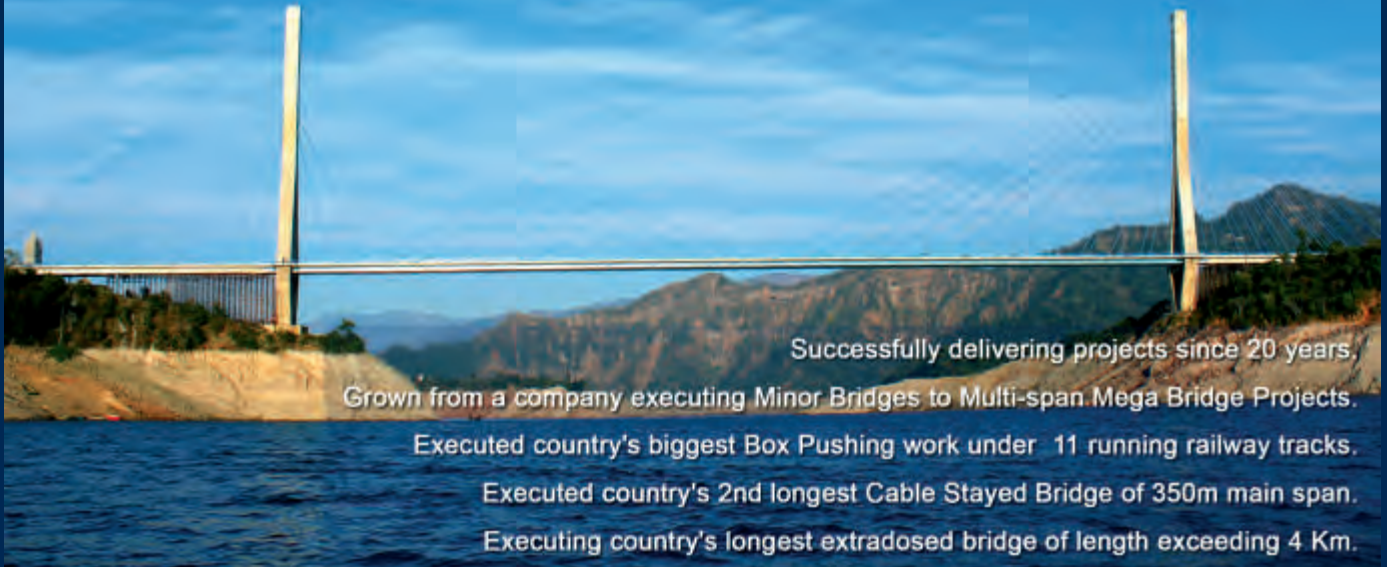 Successfully delivering projects since 20 years.
Grown from a company executing Minor Bridges to Multi-span Mega Bridge Projects.
Executed country's biggest Box Pushing work under 11 running railway tracks.
Executed country's 2nd longest Cable Stayed Bridge of 350m main span.
Executing country's longest extradosed bridge of length exceeding 4 Km.